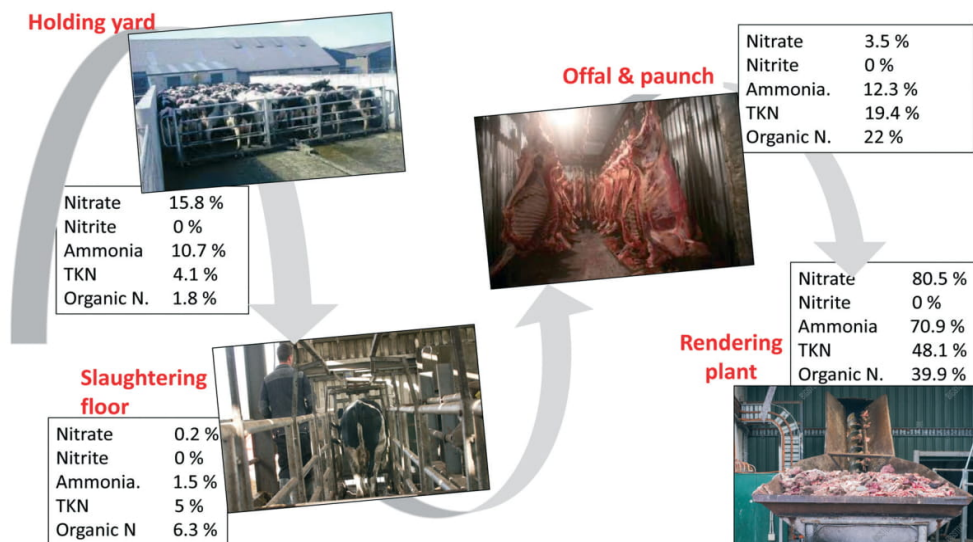 Holding yard
Nitrate 15.8 %
Nitrite 0 %
Ammonia 10.7 %
TKN 4.1 %
Organic N. 1.8 %
Slaughtering
floor
Nitrate 0.2 %
Nitrite 0 %
Ammonia. 1.5 %
TKN 5 %
Organic N 6.3 %
Offal & paunch
Nitrate 3.5 %
Nitrite 0 %
Ammonia. 12.3 %
TKN 19.4 %
Organic N. 22 %
Rendering
plant
Nitrate 80.5 %
Nitrite 0 %
Ammonia 70.9 %
TKN 48.1 %
Organic N. 39.9 %